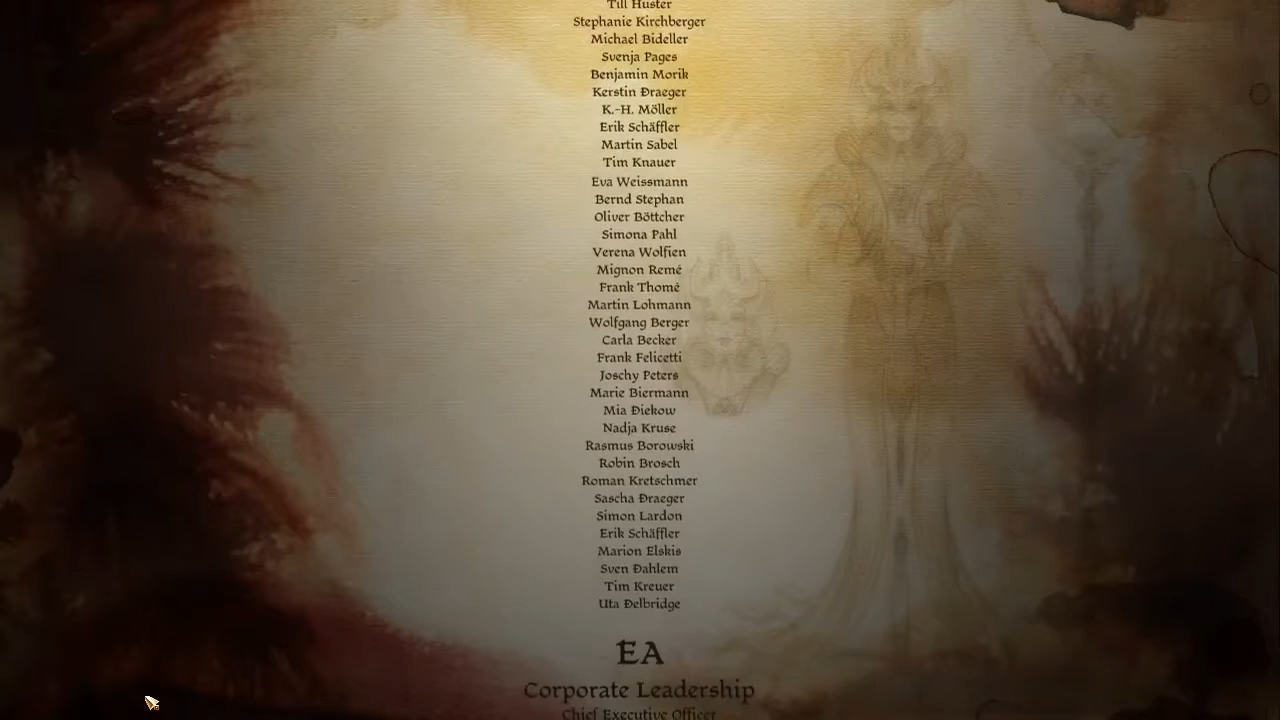 Till Huster
Stephanie Kirchberger
Michael Bideller
Svenja Pages
Benjamin Morik
Kerstin Draeger
K.-H. Möller
Erik Schäffler
Martin Sabel
Tim Knauer
Eva Weissmann
Bernd Stephan
Oliver Böttcher
Simona Pahl
Verena Wolfien
Mignon Remé
Frank Thomé
Martin Lohmann
Wolfgang Berger
Carla Becker
Frank Felicetti
Joschy Peters
Marie Biermann
Mia Diekow
Nadja Kruse
Rasmus Borowski
Robin Brosch
Roman Kretschmer
Sascha Draeger
Simon Lardon
Erik Schäffler
Marion Elskis
Sven Dahlem
Tim Kreuer
Uta Delbridge
EA
Corporate Leadership
Chief Executive Officer